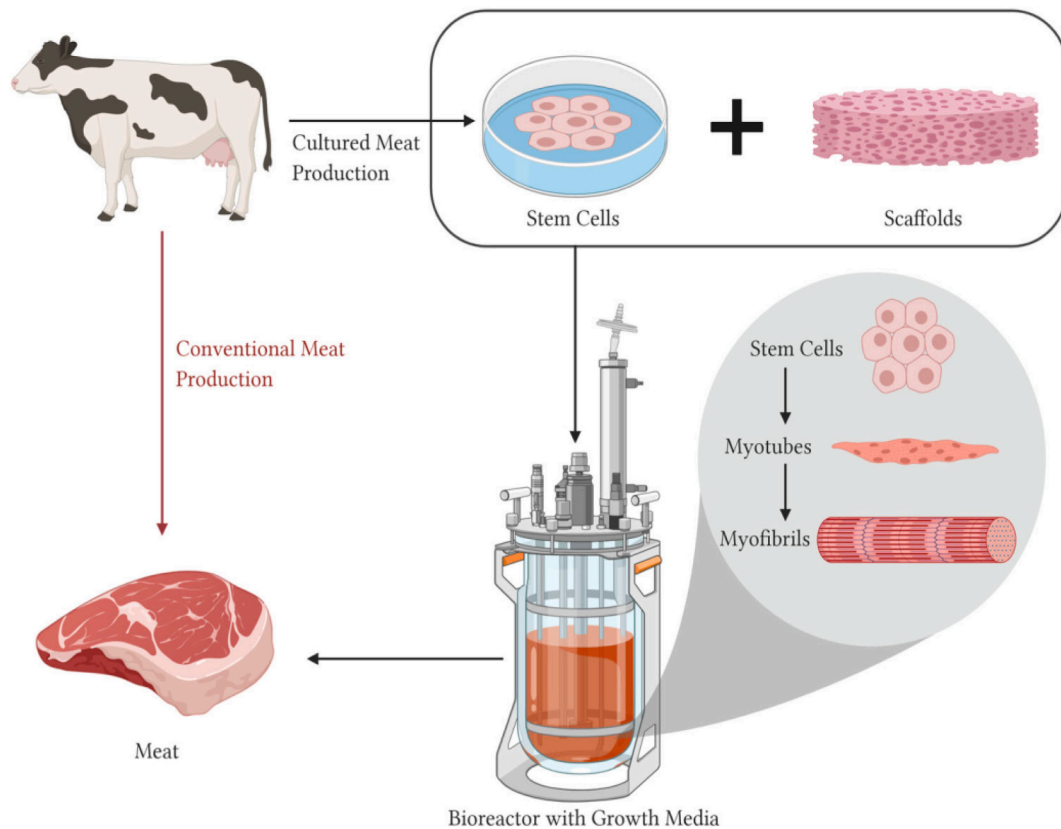 Cultured Meat
Production
Stem Cells
Scaffolds
Conventional Meat
Production
Stem Cells
Myotubes
Myofibrils
Meat
Bioreactor with Growth Media